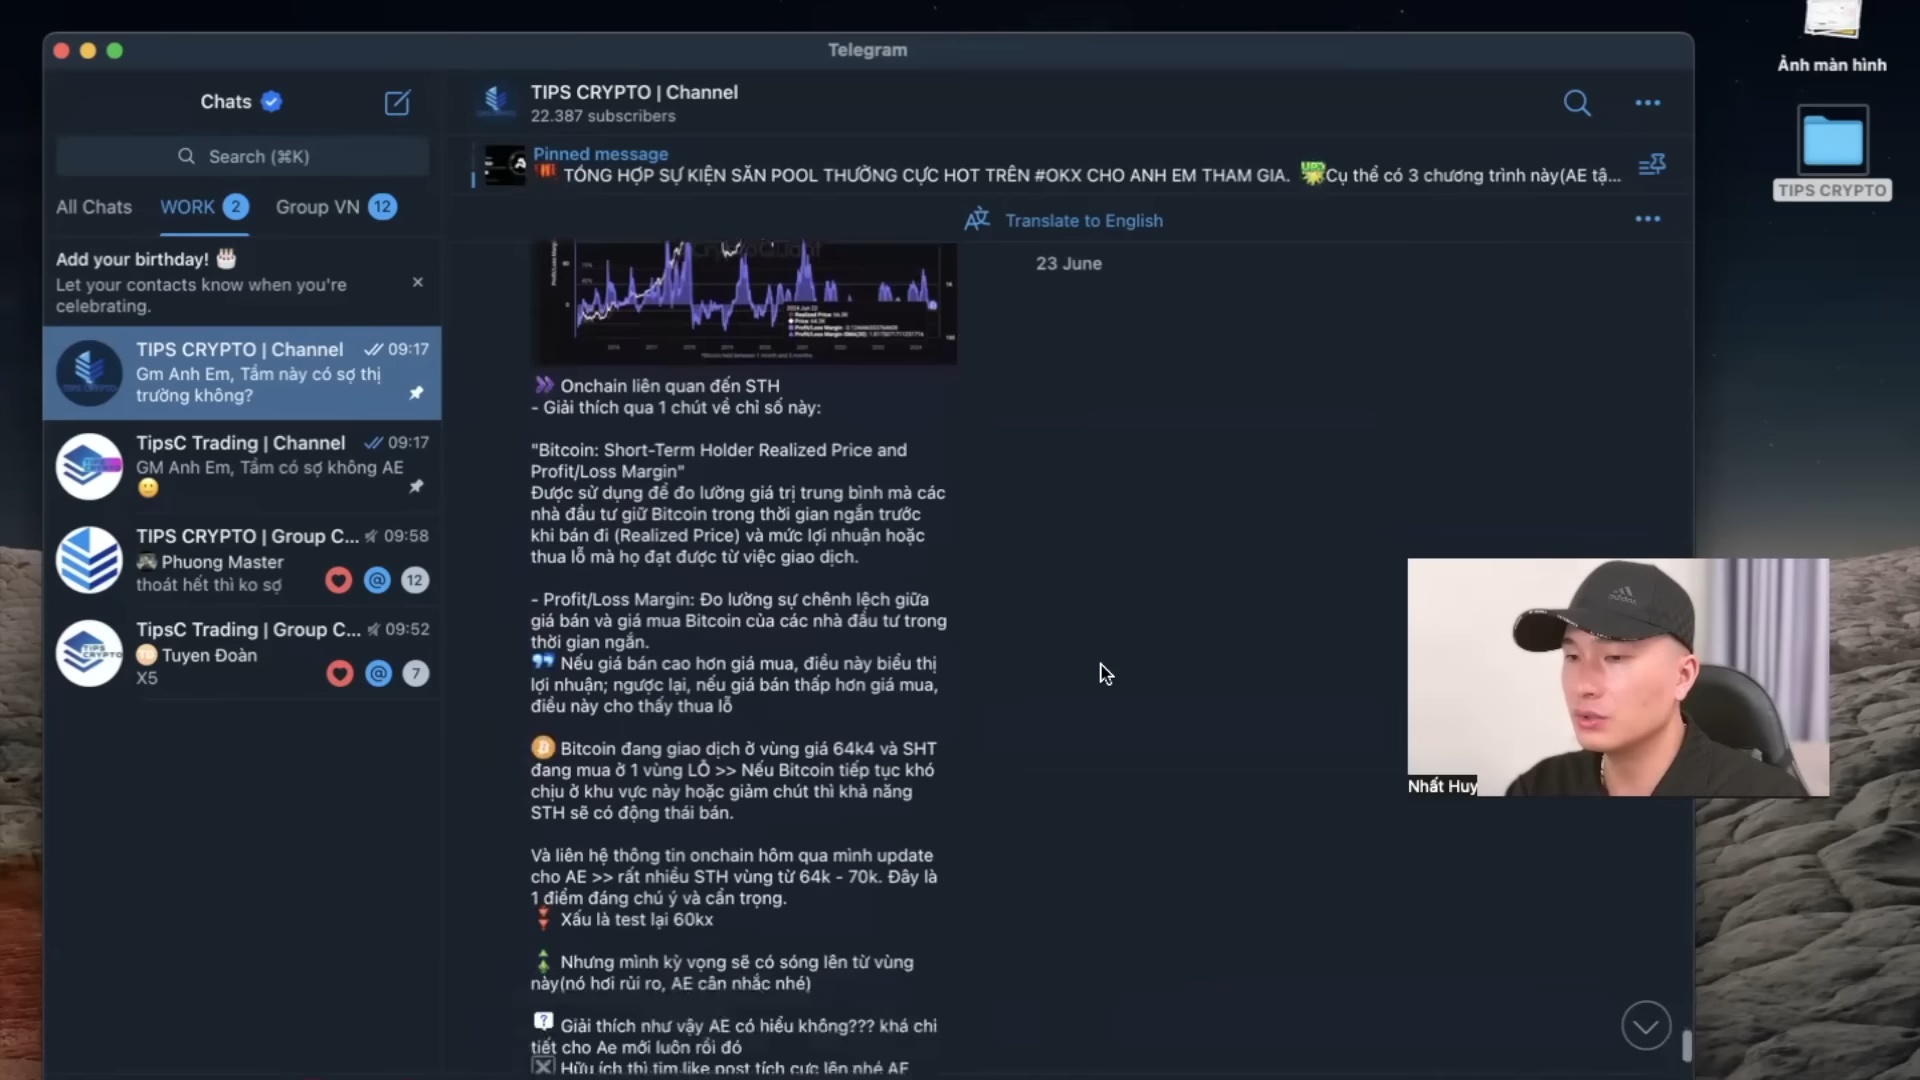 Telegram
Ảnh màn hình
TIPS CRYPTO
Chats
Search (⌘K)
All Chats
WORK 2
Group VN 12
Add your birthday! 🎂
Let your contacts know when you're
celebrating.
TIPS CRYPTO | Channel 09:17
Gm Anh Em, Tầm này có sợ thị
trường không?
TipsC Trading | Channel 09:17
GM Anh Em, Tầm có sợ không AE
🙂
TIPS CRYPTO | Group C... 09:58
Phuong Master
thoát hết thì ko sợ
@ 12
TipsC Trading | Group C... 09:52
Tuyen Đoàn
X5
@ 7
TIPS CRYPTO | Channel
22.387 subscribers
Pinned message
TỔNG HỢP SỰ KIỆN SĂN POOL THƯỞNG CỰC HOT TRÊN #OKX CHO ANH EM THAM GIA. Cụ thể có 3 chương trình này(AE tậ...
Translate to English
23 June
Onchain liên quan đến STH
- Giải thích qua 1 chút về chỉ số này:
"Bitcoin: Short-Term Holder Realized Price and
Profit/Loss Margin"
Được sử dụng để đo lường giá trị trung bình mà các
nhà đầu tư giữ Bitcoin trong thời gian ngắn trước
khi bán đi (Realized Price) và mức lợi nhuận hoặc
thua lỗ mà họ đạt được từ việc giao dịch.
- Profit/Loss Margin: Đo lường sự chênh lệch giữa
giá bán và giá mua Bitcoin của các nhà đầu tư trong
thời gian ngắn.
Nếu giá bán cao hơn giá mua, điều này biểu thị
lợi nhuận; ngược lại, nếu giá bán thấp hơn giá mua,
điều này cho thấy thua lỗ
Bitcoin đang giao dịch ở vùng giá 64k4 và SHT
đang mua ở 1 vùng LỖ >> Nếu Bitcoin tiếp tục khó
chịu ở khu vực này hoặc giảm chút thì khả năng
STH sẽ có động thái bán.
Và liên hệ thông tin onchain hôm qua mình update
cho AE >> rất nhiều STH vùng từ 64k - 70k. Đây là
1 điểm đáng chú ý và cẩn trọng.
Xấu là test lại 60kx
Nhưng mình kỳ vọng sẽ có sóng lên từ vùng
này(nó hơi rủi ro, AE cân nhắc nhé)
Giải thích như vậy AE có hiểu không??? khá chi
tiết cho Ae mới luôn rồi đó
Hữu ích thì tim,like post tích cực lên nhé AE
adidas
Nhất Huy